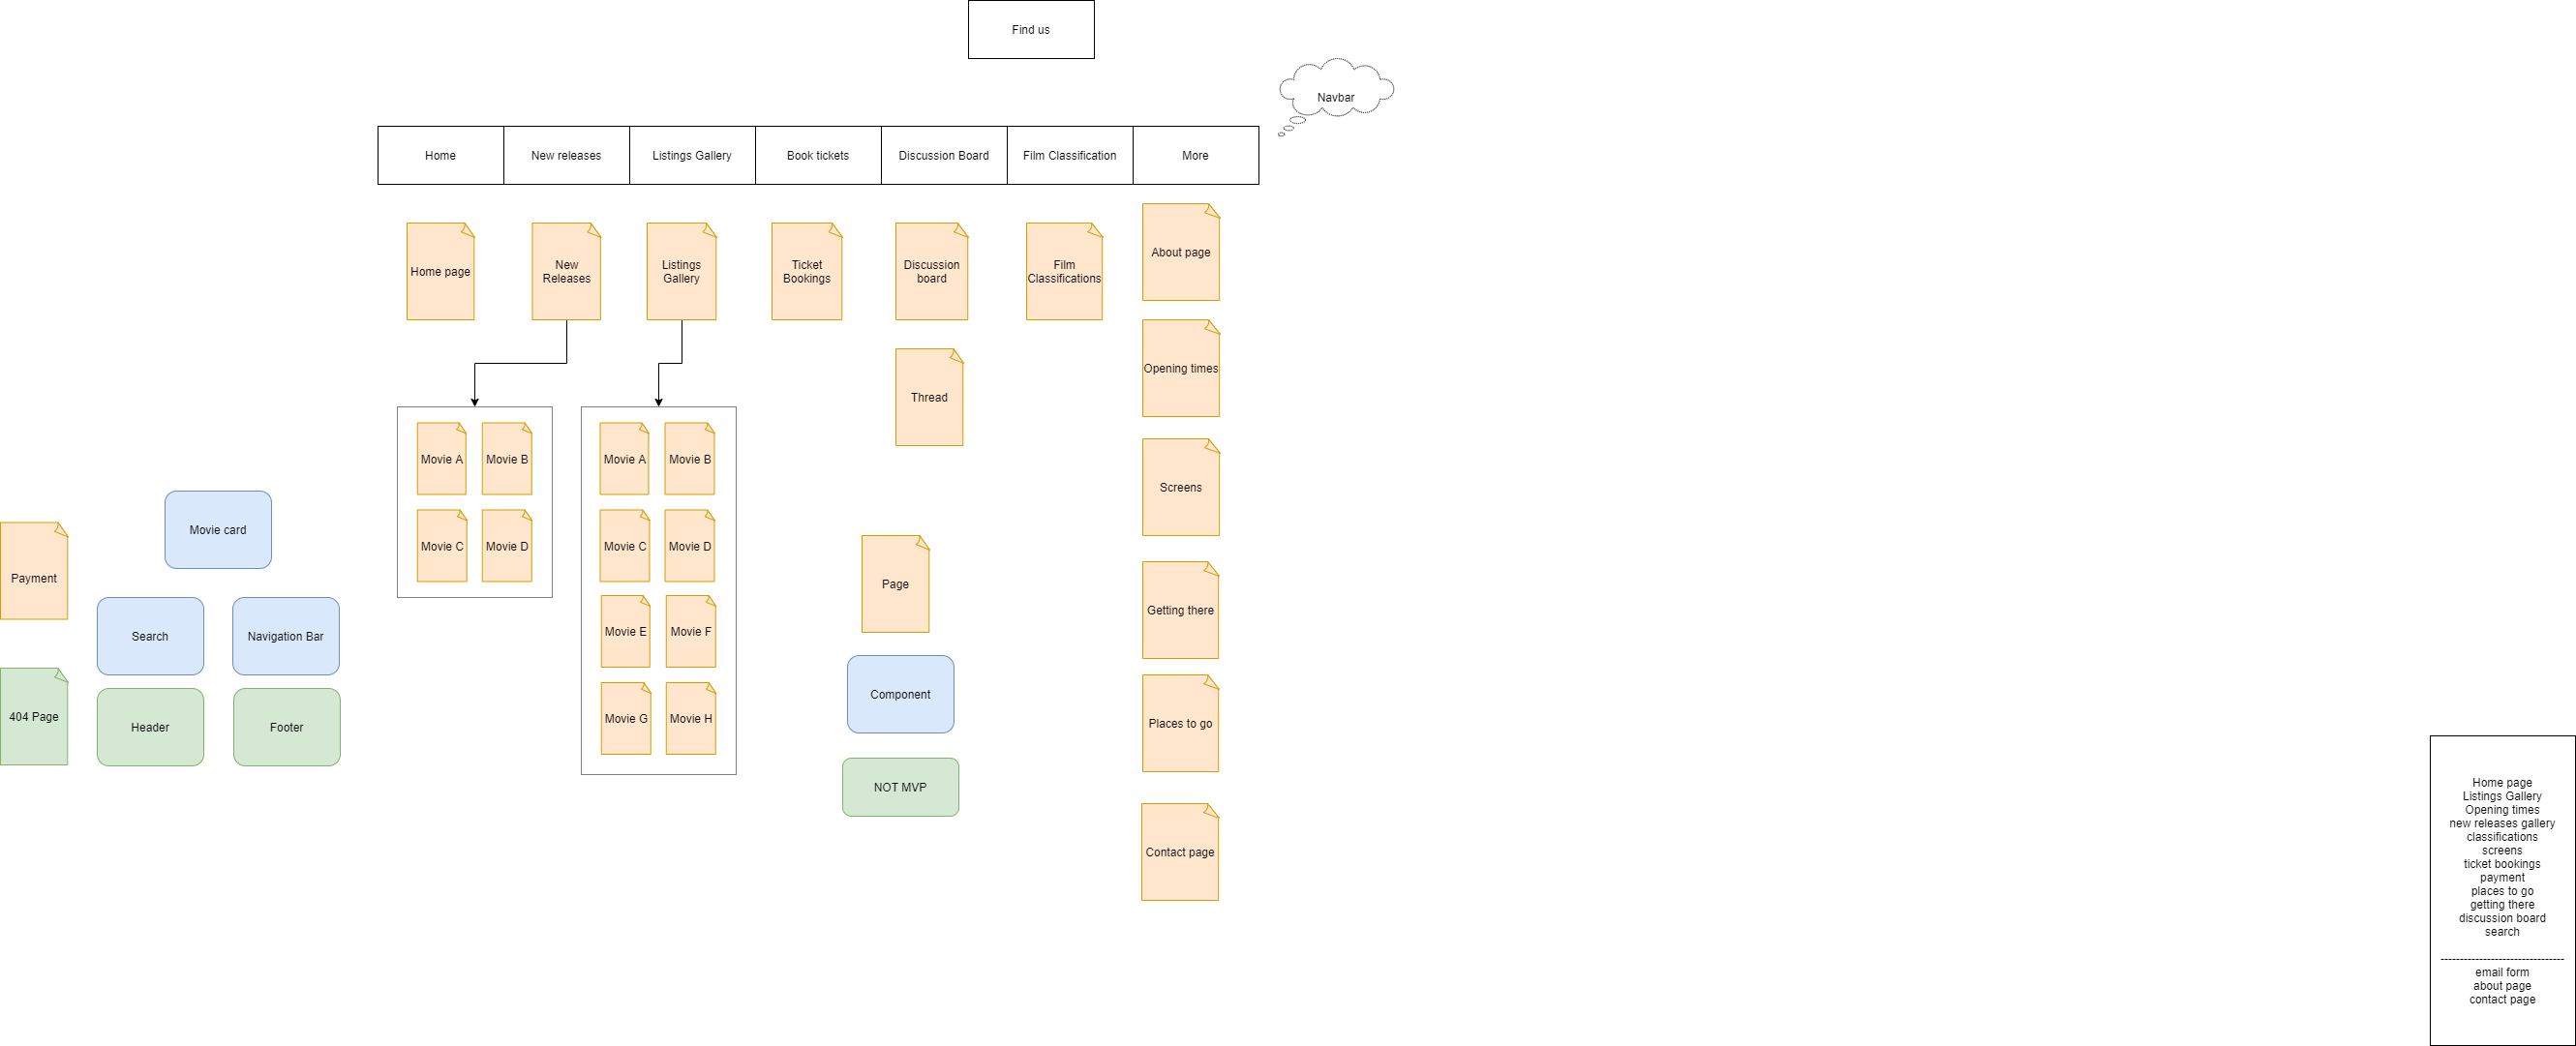 Find us
Navbar
Home
New releases
Listings Gallery
Book tickets
Discussion Board
Film Classification
More
Home page
New
Releases
Listings
Gallery
Ticket
Bookings
Discussion
board
Film
Classifications
About page
Opening times
Thread
Screens
Movie A
Movie B
Movie C
Movie D
Movie A
Movie B
Movie C
Movie D
Movie E
Movie F
Movie G
Movie H
Movie card
Payment
Search
Navigation Bar
404 Page
Header
Footer
Page
Component
NOT MVP
Getting there
Places to go
Contact page
Home page
Listings Gallery
Opening times
new releases gallery
classifications
screens
ticket bookings
payment
places to go
getting there
discussion board
search
--------------------------------
email form
about page
contact page